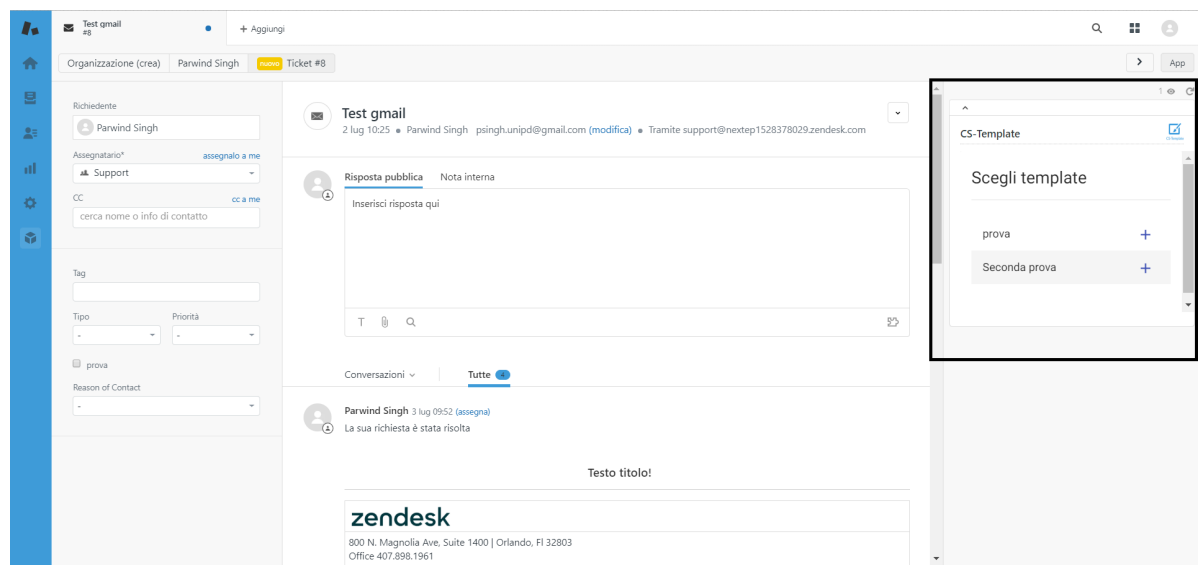 Test gmail
#8
+ Aggiungi
Organizzazione (crea)
Parwind Singh
nuovo Ticket #8
App
Richiedente
Parwind Singh
Assegnatario*
assegnalo a me
Support
CC
cc a me
cerca nome o info di contatto
Tag
Tipo
Priorità
-
-
prova
Reason of Contact
-
Test gmail
2 lug 10:25 • Parwind Singh psingh.unipd@gmail.com (modifica) • Tramite support@nextep1528378029.zendesk.com
Risposta pubblica
Nota interna
Inserisci risposta qui
T
Conversazioni
Tutte 4
Parwind Singh 3 lug 09:52 (assegna)
La sua richiesta è stata risolta
Testo titolo!
zendesk
800 N. Magnolia Ave, Suite 1400 | Orlando, Fl 32803
Office 407.898.1961
1
CS-Template
Scegli template
prova +
Seconda prova +